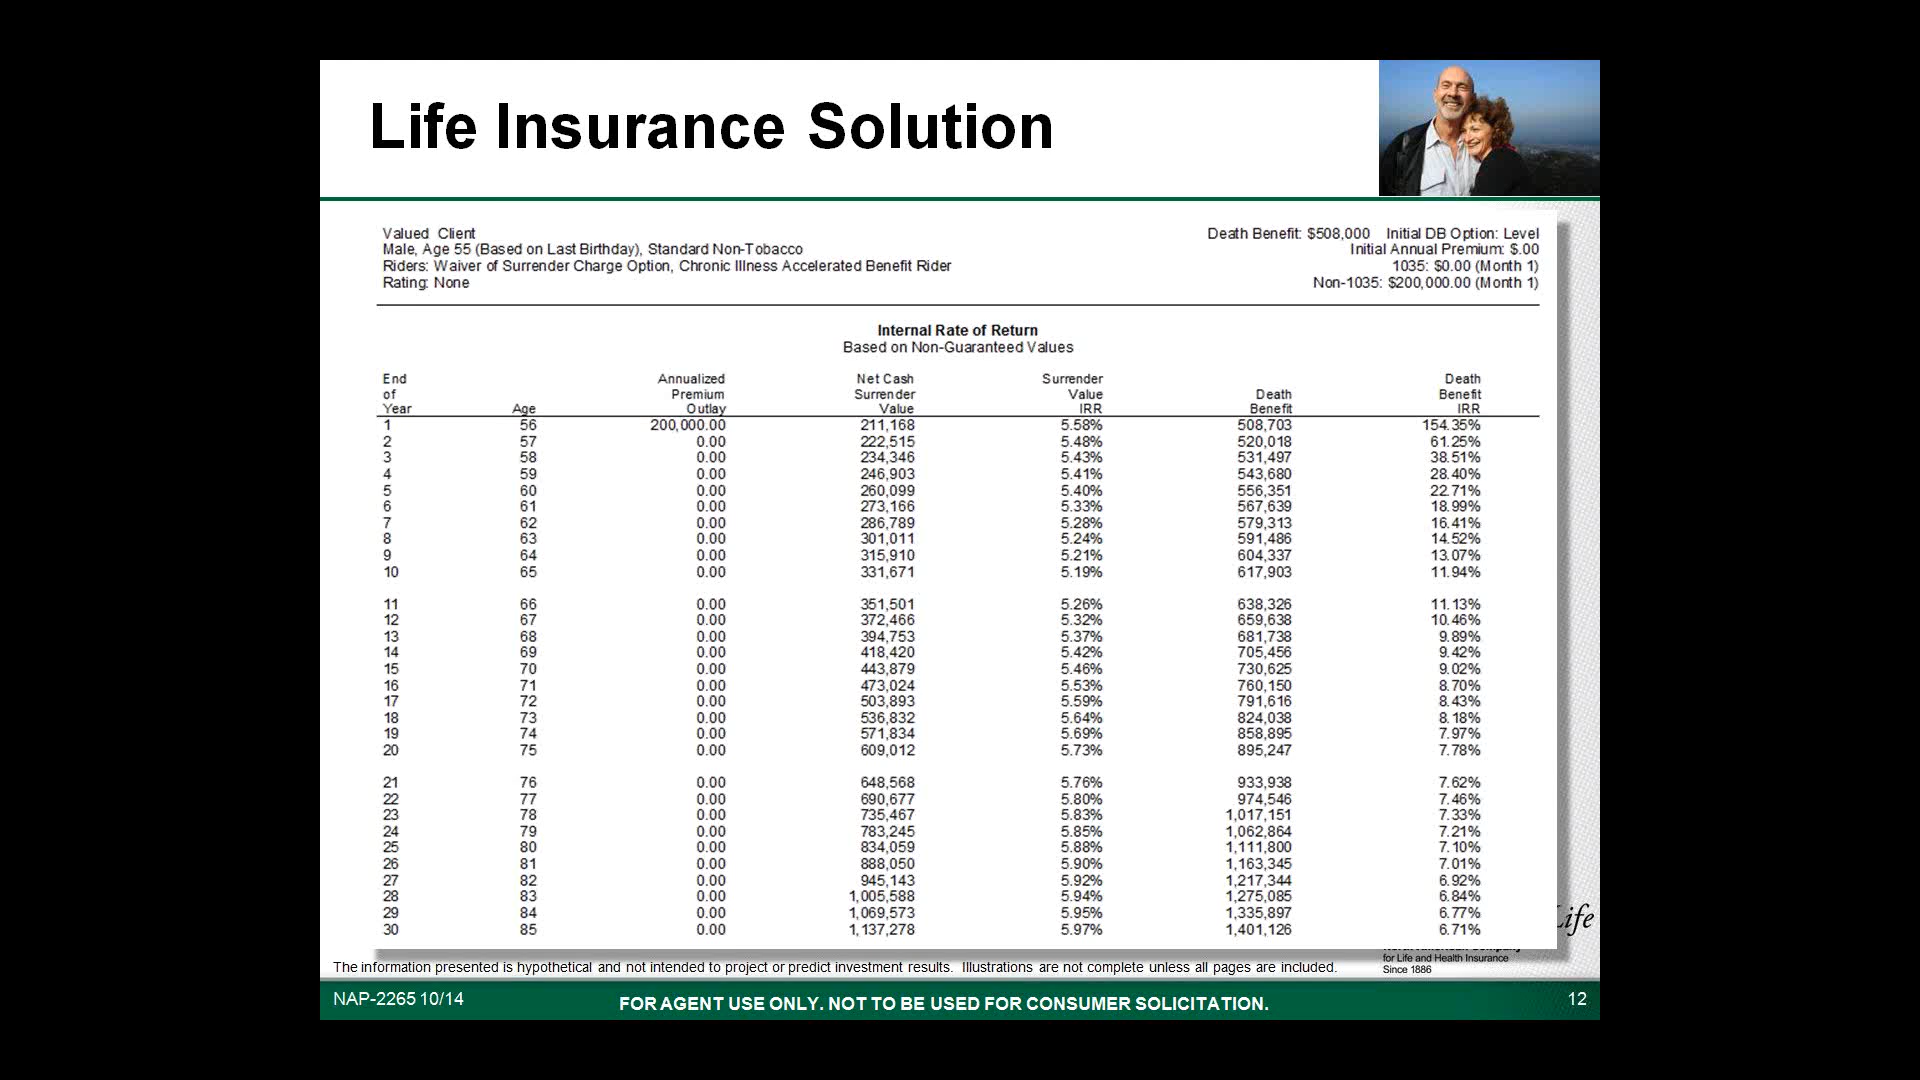 Life Insurance Solution
Valued Client
Male, Age 55 (Based on Last Birthday), Standard Non-Tobacco
Riders: Waiver of Surrender Charge Option, Chronic Illness Accelerated Benefit Rider
Rating: None
Death Benefit: $508,000 Initial DB Option: Level
Initial Annual Premium: $.00
1035: $0.00 (Month 1)
Non-1035: $200,000.00 (Month 1)
Internal Rate of Return
Based on Non-Guaranteed Values
End Annualized Net Cash Surrender Death
of Premium Surrender Value Death Benefit
Year Age Outlay Value IRR Benefit IRR
1 56 200,000.00 211,168 5.58% 508,703 154.35%
2 57 0.00 222,515 5.48% 520,018 61.25%
3 58 0.00 234,346 5.43% 531,497 38.51%
4 59 0.00 246,903 5.41% 543,680 28.40%
5 60 0.00 260,099 5.40% 556,351 22.71%
6 61 0.00 273,166 5.33% 567,639 18.99%
7 62 0.00 286,789 5.28% 579,313 16.41%
8 63 0.00 301,011 5.24% 591,486 14.52%
9 64 0.00 315,910 5.21% 604,337 13.07%
10 65 0.00 331,671 5.19% 617,903 11.94%
11 66 0.00 351,501 5.26% 638,326 11.13%
12 67 0.00 372,466 5.32% 659,638 10.46%
13 68 0.00 394,753 5.37% 681,738 9.89%
14 69 0.00 418,420 5.42% 705,456 9.42%
15 70 0.00 443,879 5.46% 730,625 9.02%
16 71 0.00 473,024 5.53% 760,150 8.70%
17 72 0.00 503,893 5.59% 791,616 8.43%
18 73 0.00 536,832 5.64% 824,038 8.18%
19 74 0.00 571,834 5.69% 858,895 7.97%
20 75 0.00 609,012 5.73% 895,247 7.78%
21 76 0.00 648,568 5.76% 933,938 7.62%
22 77 0.00 690,677 5.80% 974,546 7.46%
23 78 0.00 735,467 5.83% 1,017,151 7.33%
24 79 0.00 783,245 5.85% 1,062,864 7.21%
25 80 0.00 834,059 5.88% 1,111,800 7.10%
26 81 0.00 888,050 5.90% 1,163,345 7.01%
27 82 0.00 945,143 5.92% 1,217,344 6.92%
28 83 0.00 1,005,588 5.94% 1,275,085 6.84%
29 84 0.00 1,069,573 5.95% 1,335,897 6.77%
30 85 0.00 1,137,278 5.97% 1,401,126 6.71%
Life
for Life and Health Insurance
Since 1886
The information presented is hypothetical and not intended to project or predict investment results. Illustrations are not complete unless all pages are included.
NAP-2265 10/14
FOR AGENT USE ONLY. NOT TO BE USED FOR CONSUMER SOLICITATION.
12